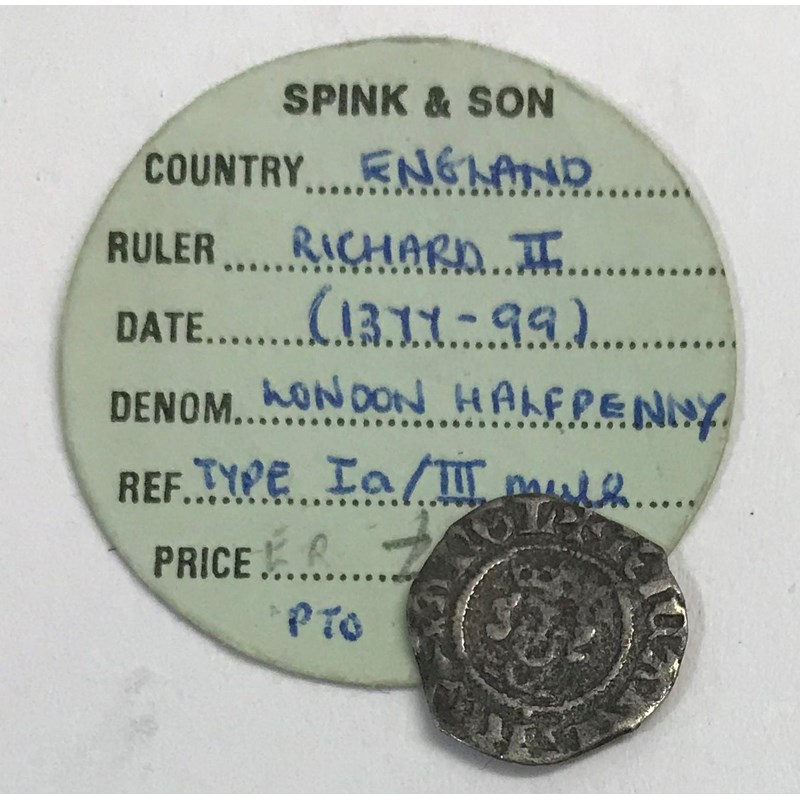 SPINK & SON
COUNTRY ENGLAND
RULER RICHARD II
DATE (1377-99)
DENOM. LONDON HALFPENNY
REF. TYPE Ia/III mule
PRICE ER
PTO